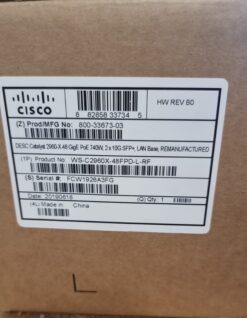 CISCO
8 82858 33734 5
HW REV B0
(Z) Prod/MFG No: 800-33673-03
DESC Catalyst 2960-X 48 GigE PoE 740W, 2 x 10G SFP+, LAN Base, REMANUFACTURED
(1P) Product No: WS-C2960X-48FPD-L-RF
(S) Serial #: FCW1928A3FG
Date: 20190618
(Q) Qty: 1
(4L) Made in China